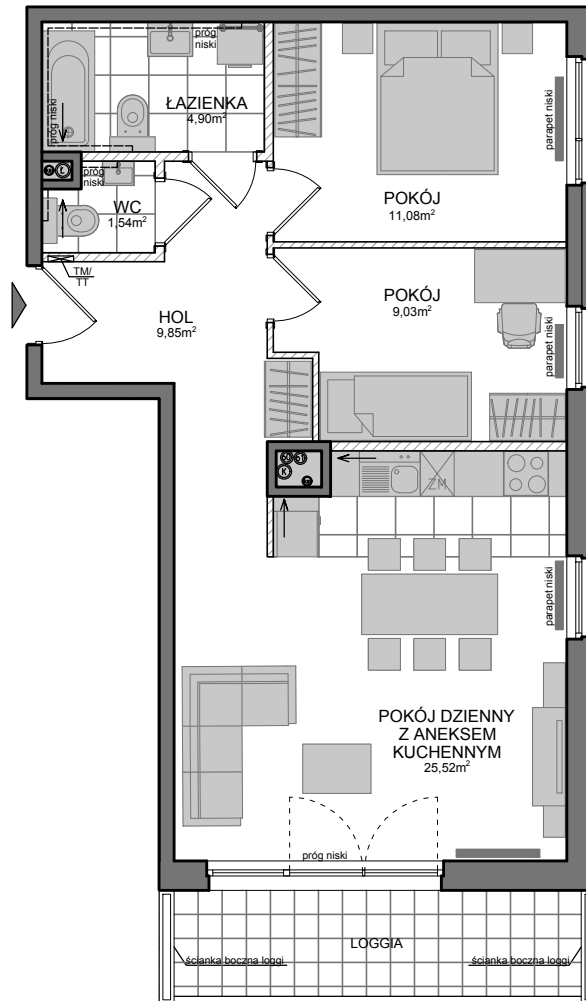 próg niski
ŁAZIENKA
4,90m²
próg niski
próg
niski
WC
1,54m²
TM/
TT
HOL
9,85m²
POKÓJ
11,08m²
parapet niski
POKÓJ
9,03m²
parapet niski
K
ZM
parapet niski
POKÓJ DZIENNY
Z ANEKSEM
KUCHENNYM
25,52m²
próg niski
LOGGIA
ścianka boczna loggi
ścianka boczna loggi